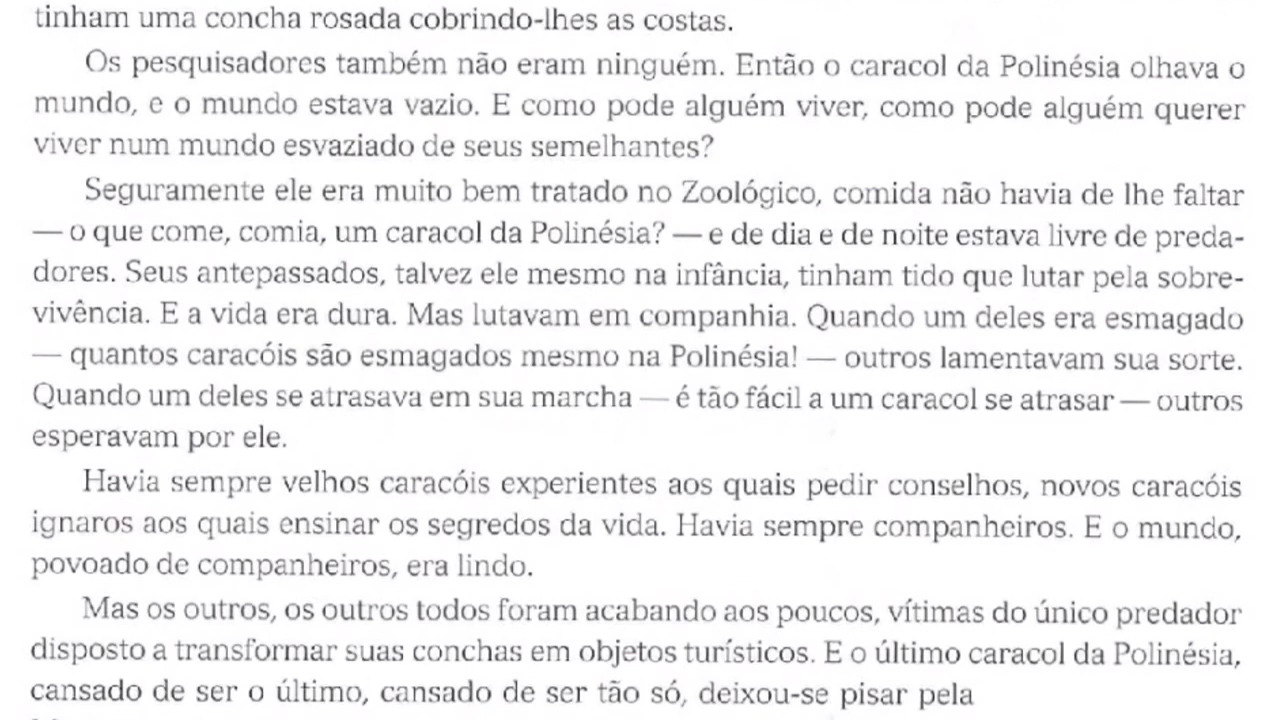 tinham uma concha rosada cobrindo-lhes as costas.
Os pesquisadores também não eram ninguém. Então o caracol da Polinésia olhava o
mundo, e o mundo estava vazio. E como pode alguém viver, como pode alguém querer
viver num mundo esvaziado de seus semelhantes?
Seguramente ele era muito bem tratado no Zoológico, comida não havia de lhe faltar
— o que come, comia, um caracol da Polinésia? — e de dia e de noite estava livre de preda-
dores. Seus antepassados, talvez ele mesmo na infância, tinham tido que lutar pela sobre-
vivência. E a vida era dura. Mas lutavam em companhia. Quando um deles era esmagado
— quantos caracóis são esmagados mesmo na Polinésia! — outros lamentavam sua sorte.
Quando um deles se atrasava em sua marcha — é tão fácil a um caracol se atrasar — outros
esperavam por ele.
Havia sempre velhos caracóis experientes aos quais pedir conselhos, novos caracóis
ignaros aos quais ensinar os segredos da vida. Havia sempre companheiros. E o mundo,
povoado de companheiros, era lindo.
Mas os outros, os outros todos foram acabando aos poucos, vítimas do único predador
disposto a transformar suas conchas em objetos turísticos. E o último caracol da Polinésia,
cansado de ser o último, cansado de ser tão só, deixou-se pisar pela